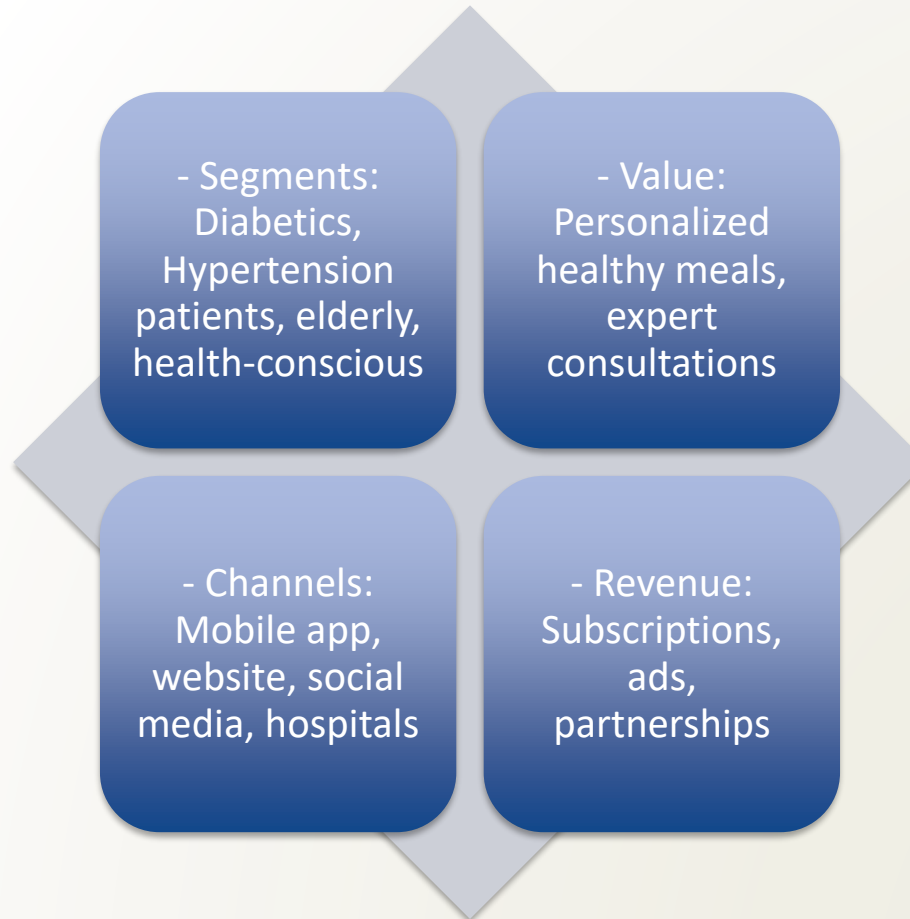 - Segments:
Diabetics,
Hypertension
patients, elderly,
health-conscious
- Value:
Personalized
healthy meals,
expert
consultations
- Channels:
Mobile app,
website, social
media, hospitals
- Revenue:
Subscriptions,
ads,
partnerships